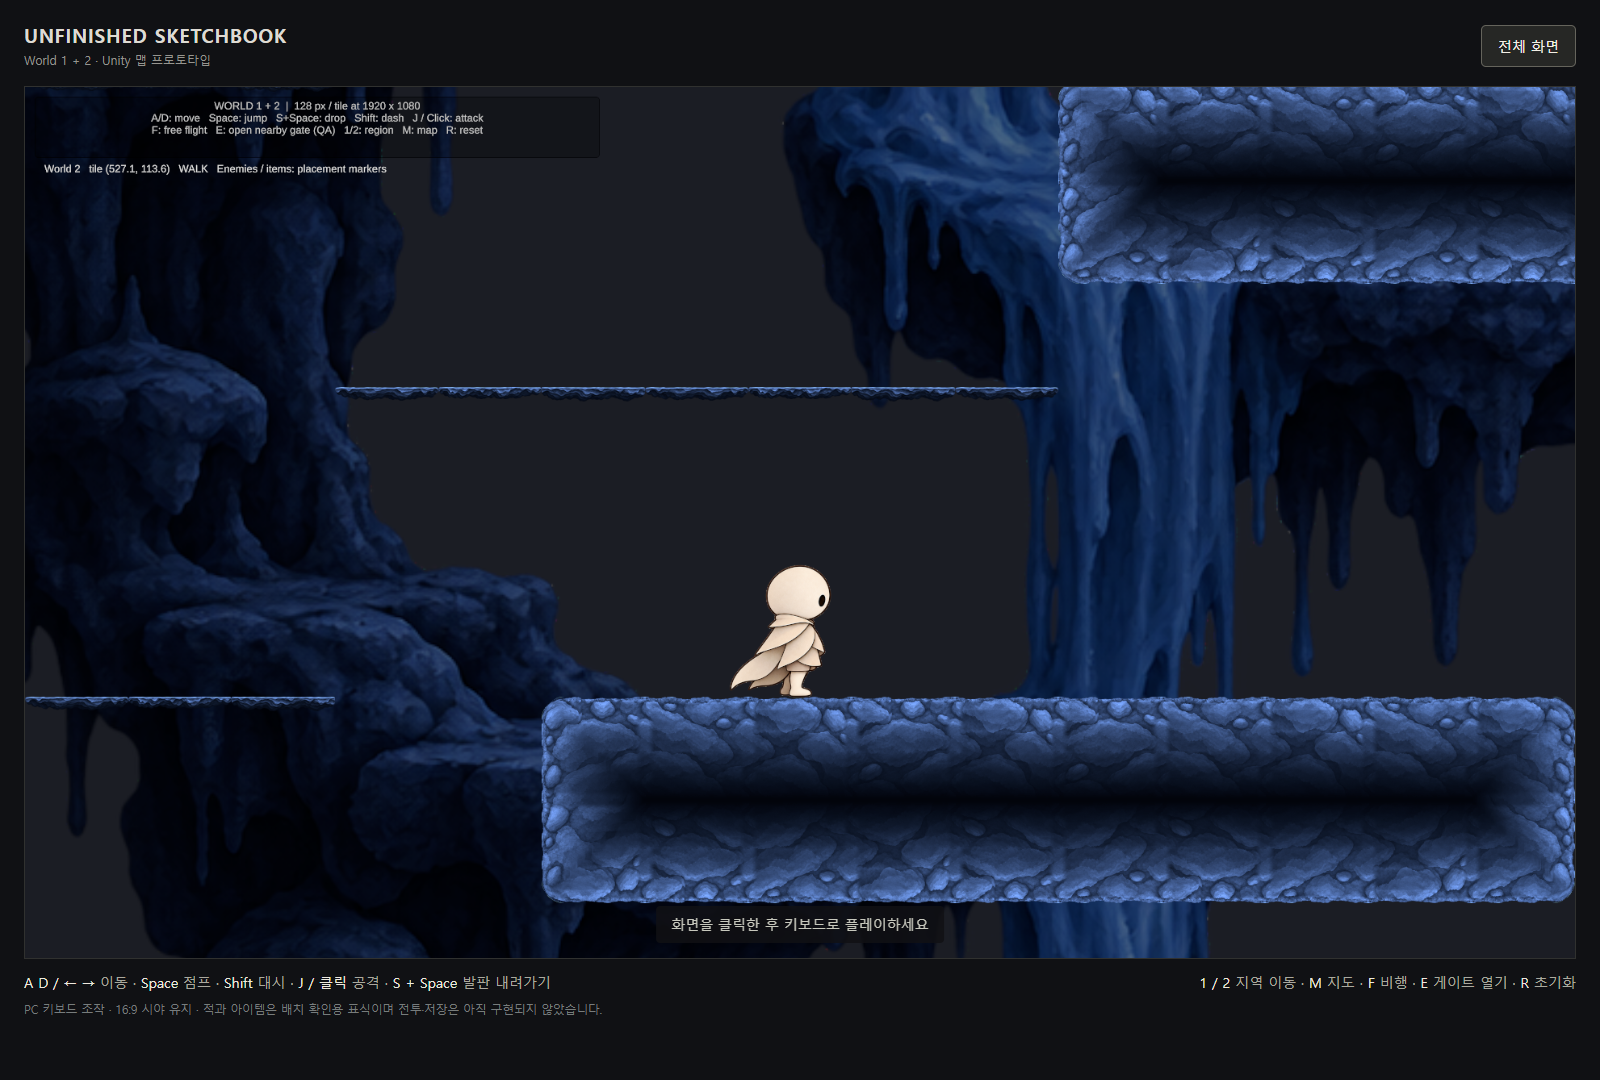 UNFINISHED SKETCHBOOK
World 1 + 2 · Unity 맵 프로토타입
전체 화면
WORLD 1 + 2 | 128 px / tile at 1920 x 1080
A/D: move Space: jump S+Space: drop Shift: dash J / Click: attack
F: free flight E: open nearby gate (QA) 1/2: region M: map R: reset
World 2 tile (527.1, 113.6) WALK Enemies / items: placement markers
화면을 클릭한 후 키보드로 플레이하세요
A D / ← → 이동 · Space 점프 · Shift 대시 · J / 클릭 공격 · S + Space 발판 내려가기
1 / 2 지역 이동 · M 지도 · F 비행 · E 게이트 열기 · R 초기화
PC 키보드 조작 · 16:9 시야 유지 · 적과 아이템은 배치 확인용 표식이며 전투·저장은 아직 구현되지 않았습니다.